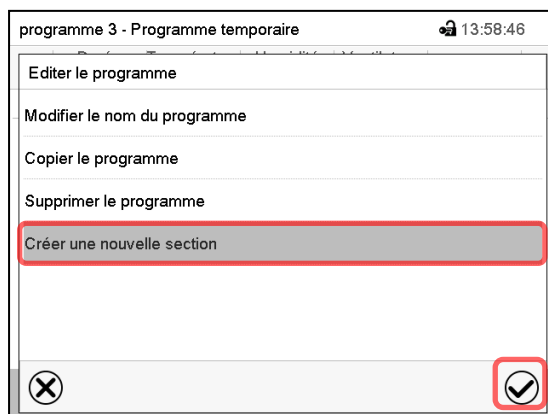 programme 3 - Programme temporaire 13:58:46
Editer le programme
Modifier le nom du programme
Copier le programme
Supprimer le programme
Créer une nouvelle section